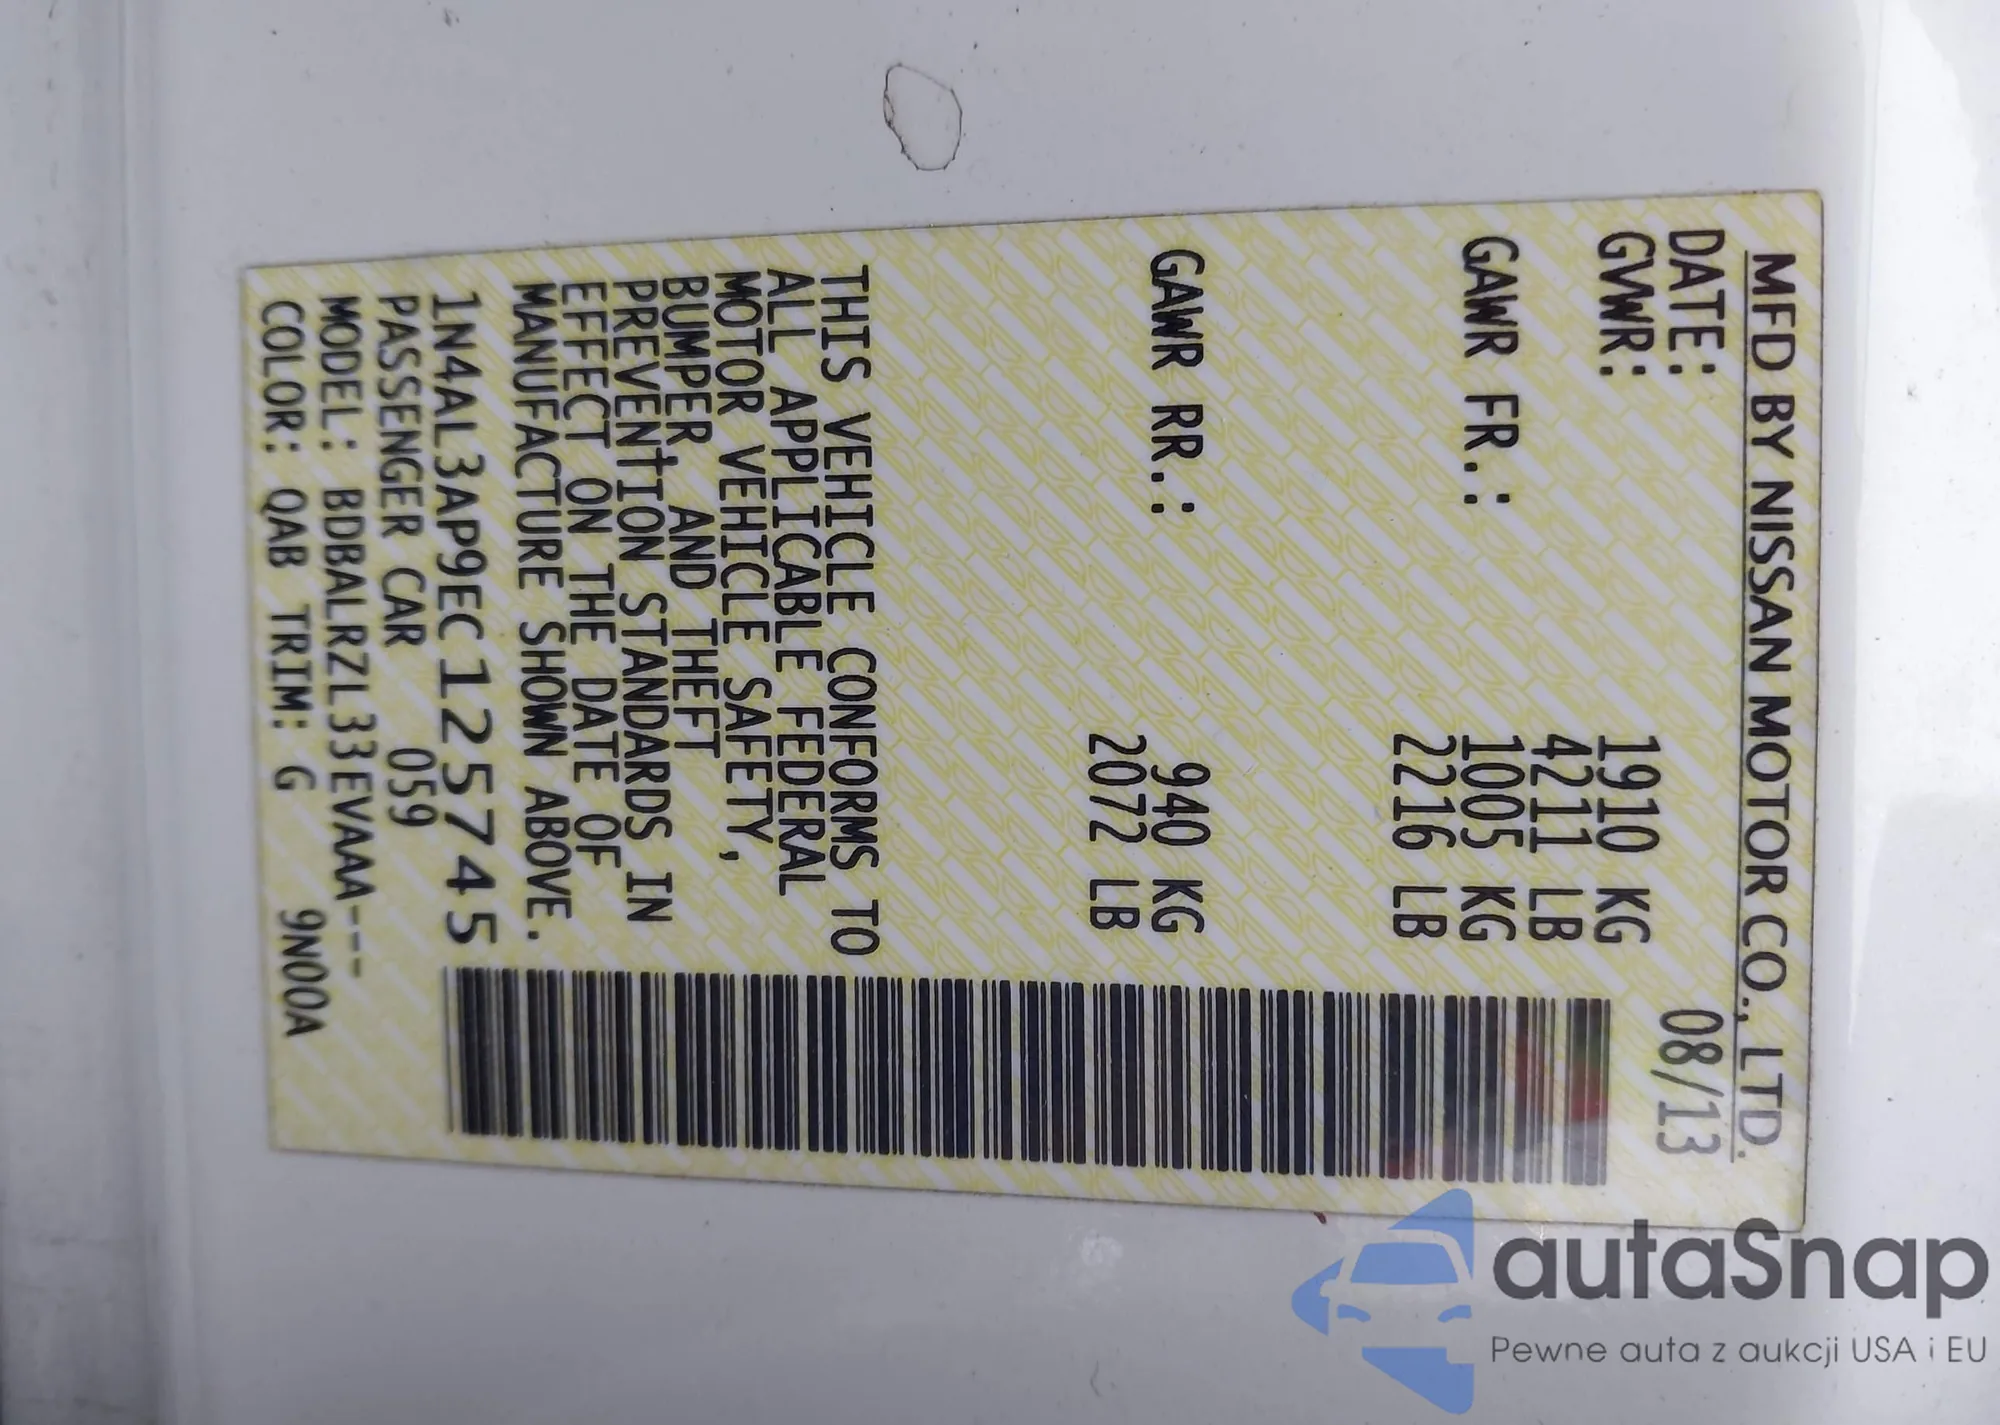 MFD BY NISSAN MOTOR CO., LTD.
DATE: 08/13
GVWR: 1910 KG
4211 LB
GAWR FR.: 1005 KG
2216 LB
GAWR RR.: 940 KG
2072 LB
THIS VEHICLE CONFORMS TO
ALL APPLICABLE FEDERAL
MOTOR VEHICLE SAFETY,
BUMPER, AND THEFT
PREVENTION STANDARDS IN
EFFECT ON THE DATE OF
MANUFACTURE SHOWN ABOVE.
1N4AL3AP9EC125745
PASSENGER CAR 059
MODEL: BDBALRZL33EVAAA---
COLOR: QAB TRIM: G 9N00A
autaSnap
Pewne auta z aukcji USA i EU